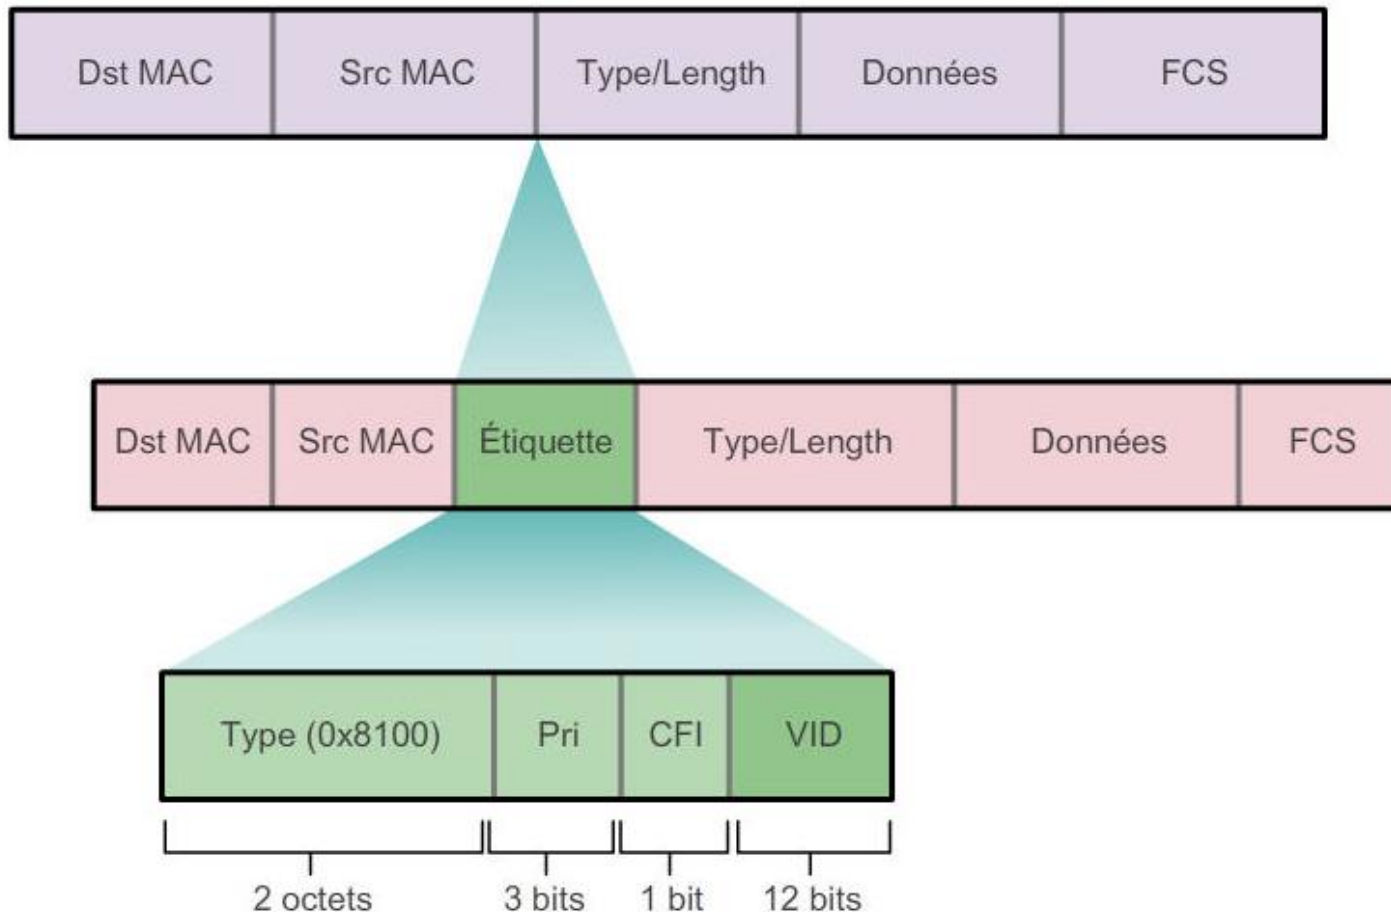 Dst MAC Src MAC Type/Length Données FCS
Dst MAC Src MAC Étiquette Type/Length Données FCS
Type (0x8100) Pri CFI VID
2 octets 3 bits 1 bit 12 bits